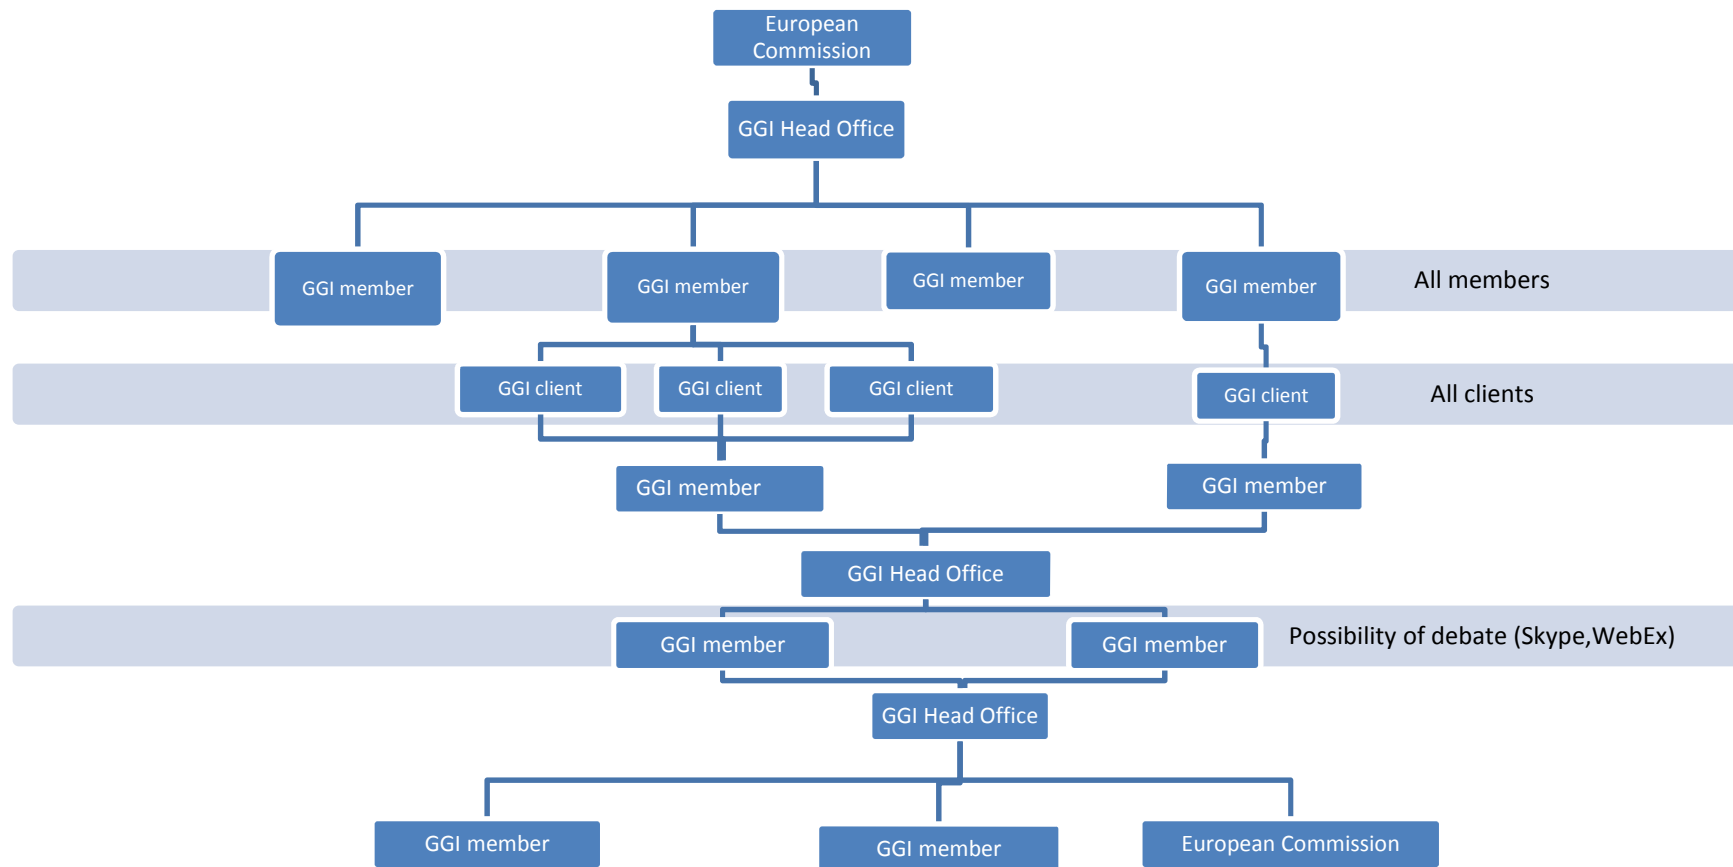 European
Commission
GGI Head Office
GGI member
GGI member
GGI member
GGI member
All members
GGI client
GGI client
GGI client
GGI client
All clients
GGI member
GGI member
GGI Head Office
GGI member
GGI member
Possibility of debate (Skype,WebEx)
GGI Head Office
GGI member
GGI member
European Commission